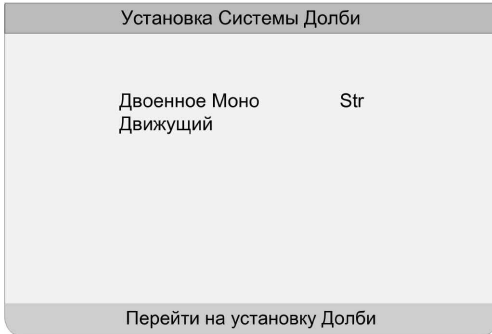 Установка Системы Долби
Двоенное Моно Str
Движущий
Перейти на установку Долби